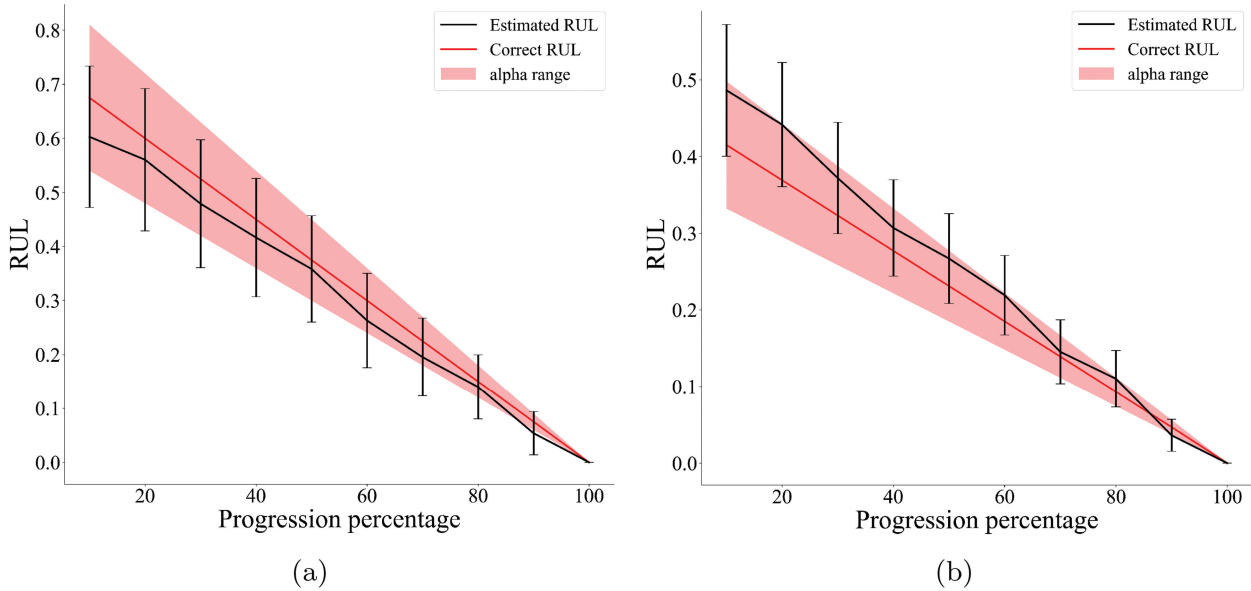 Estimated RUL
Correct RUL
alpha range
RUL
0.8
0.7
0.6
0.5
0.4
0.3
0.2
0.1
0.0
20
40
60
80
100
Progression percentage
(a)
Estimated RUL
Correct RUL
alpha range
RUL
0.5
0.4
0.3
0.2
0.1
0.0
20
40
60
80
100
Progression percentage
(b)